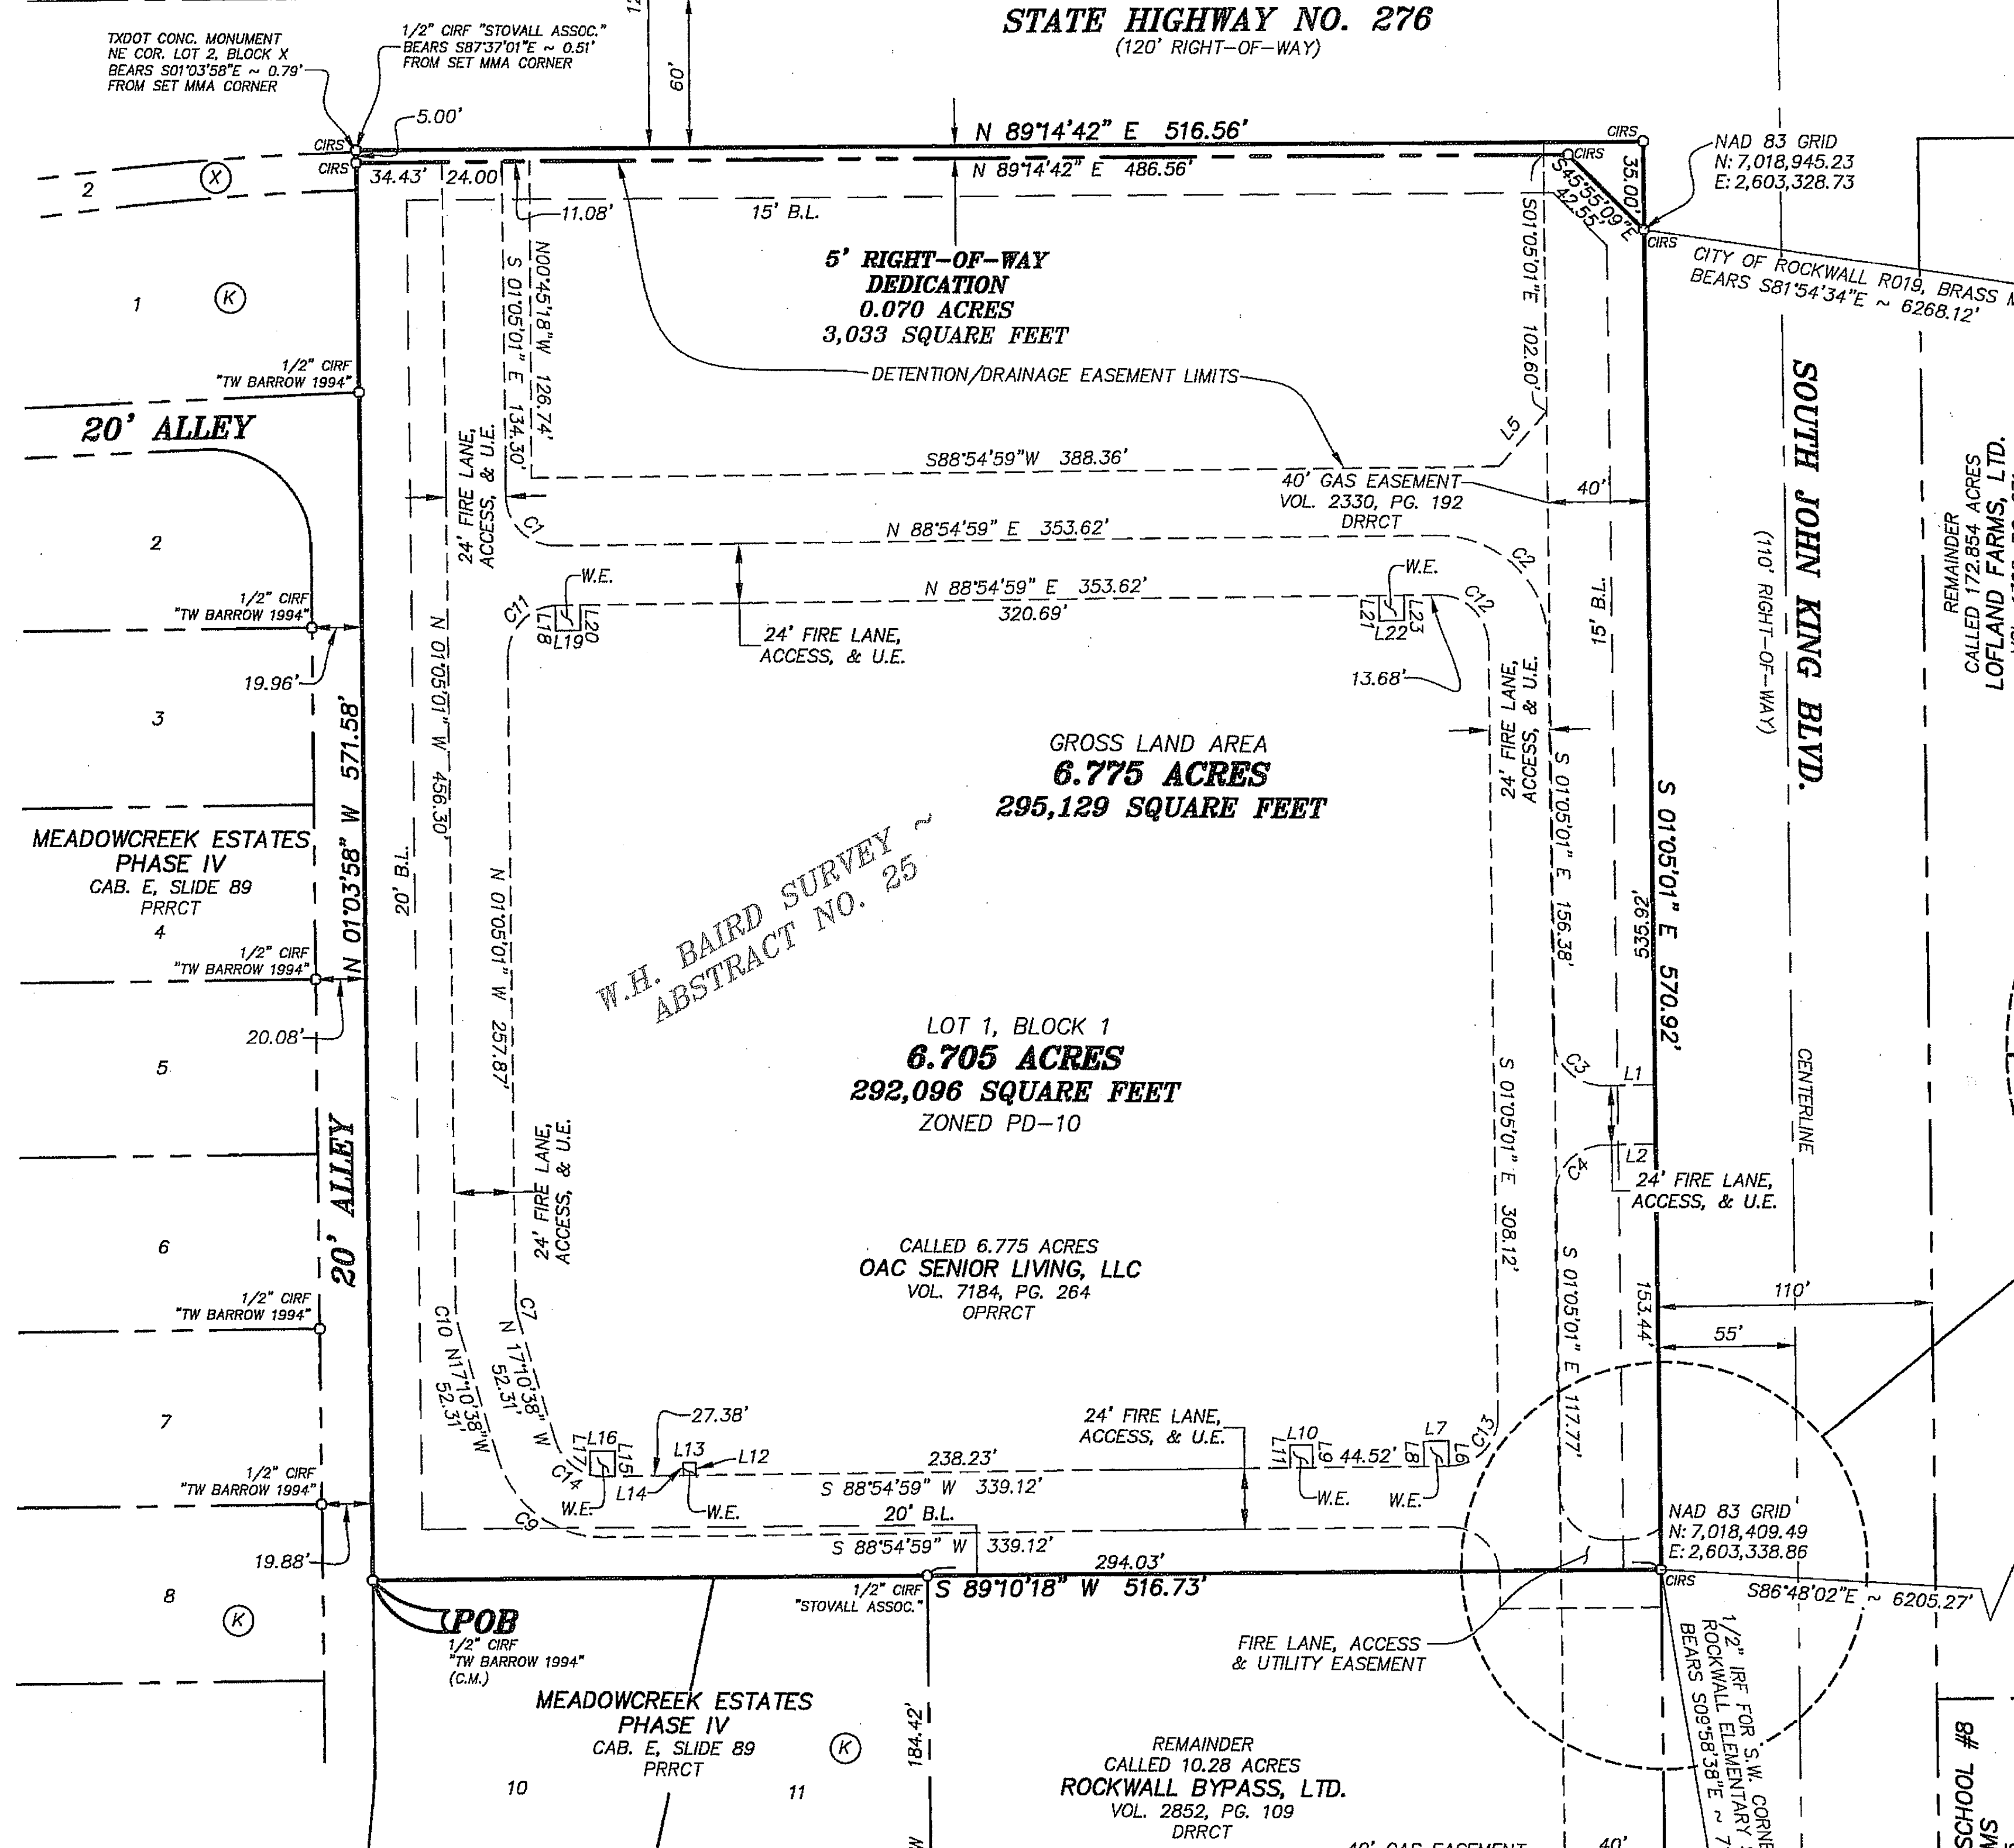 STATE HIGHWAY NO. 276
(120' RIGHT-OF-WAY)
TXDOT CONC. MONUMENT
NE COR. LOT 2, BLOCK X
BEARS S01°03'58"E ~ 0.79'
FROM SET MMA CORNER
1/2" CIRF "STOVALL ASSOC."
BEARS S87°37'01"E ~ 0.51'
FROM SET MMA CORNER
60'
5.00'
CIRS
CIRS
N 89°14'42" E 516.56'
N 89°14'42" E 486.56'
CIRS
CIRS
35.00'
S45°55'09"E
42.55'
CIRS
NAD 83 GRID
N: 7,018,945.23
E: 2,603,328.73
CITY OF ROCKWALL R019, BRASS
BEARS S81°54'34"E ~ 6268.12'
2
X
34.43'
24.00
11.08'
15' B.L.
5' RIGHT-OF-WAY
DEDICATION
0.070 ACRES
3,033 SQUARE FEET
DETENTION/DRAINAGE EASEMENT LIMITS
S 01°05'01" E 134.30'
N00°45'18"W 126.74'
S01°05'01"E 102.60'
L5
1
K
1/2" CIRF
"TW BARROW 1994"
20' ALLEY
24' FIRE LANE,
ACCESS, & U.E.
S88°54'59"W 388.36'
40' GAS EASEMENT
VOL. 2330, PG. 192
DRRCT
40'
SOUTH JOHN KING BLVD.
(110' RIGHT-OF-WAY)
REMAINDER
CALLED 172.854 ACRES
LOFLAND FARMS, LTD.
C1
N 88°54'59" E 353.62'
C2
2
1/2" CIRF
"TW BARROW 1994"
19.96'
W.E.
C11
L18
L19
L20
N 88°54'59" E 353.62'
320.69'
24' FIRE LANE,
ACCESS, & U.E.
W.E.
L21
L22
L23
C12
13.68'
15' B.L.
24' FIRE LANE,
ACCESS, & U.E.
3
N 01°05'01" W 456.30'
N 01°03'58" W 571.58'
GROSS LAND AREA
6.775 ACRES
295,129 SQUARE FEET
S 01°05'01" E 156.38'
S 01°05'01" E 570.92'
535.92'
MEADOWCREEK ESTATES
PHASE IV
CAB. E, SLIDE 89
PRRCT
4
1/2" CIRF
"TW BARROW 1994"
20.08'
20' B.L.
N 01°05'01" W 257.87'
W.H. BAIRD SURVEY ~
ABSTRACT NO. 25
LOT 1, BLOCK 1
6.705 ACRES
292,096 SQUARE FEET
ZONED PD-10
5
C3
L1
C4
L2
24' FIRE LANE,
ACCESS, & U.E.
CENTERLINE
20' ALLEY
24' FIRE LANE,
ACCESS, & U.E.
S 01°05'01" E 308.12'
6
CALLED 6.775 ACRES
OAC SENIOR LIVING, LLC
VOL. 7184, PG. 264
OPRRCT
S 01°05'01" E 117.77'
153.44'
110'
55'
1/2" CIRF
"TW BARROW 1994"
C10
N17°10'38"W
52.31'
C7
N 17°10'38" W
52.31'
7
27.38'
24' FIRE LANE,
ACCESS, & U.E.
L16
L17
L15
C14
L13
L12
L14
W.E.
W.E.
238.23'
S 88°54'59" W 339.12'
L10
L11
L9
44.52'
L8
L7
L6
C13
W.E.
W.E.
1/2" CIRF
"TW BARROW 1994"
19.88'
C9
20' B.L.
S 88°54'59" W 339.12'
294.03'
NAD 83 GRID
N: 7,018,409.49
E: 2,603,338.86
CIRS
S86°48'02"E ~ 6205.27'
8
K
POB
1/2" CIRF
"TW BARROW 1994"
(C.M.)
1/2" CIRF
"STOVALL ASSOC."
S 89°10'18" W 516.73'
FIRE LANE, ACCESS
& UTILITY EASEMENT
1/2" IRF FOR S.W. CORNE
ROCKWALL ELEMENTARY
BEARS S09°58'38"E ~ 7
MEADOWCREEK ESTATES
PHASE IV
CAB. E, SLIDE 89
PRRCT
K
10
11
184.42'
REMAINDER
CALLED 10.28 ACRES
ROCKWALL BYPASS, LTD.
VOL. 2852, PG. 109
DRRCT
SCHOOL #8
40'